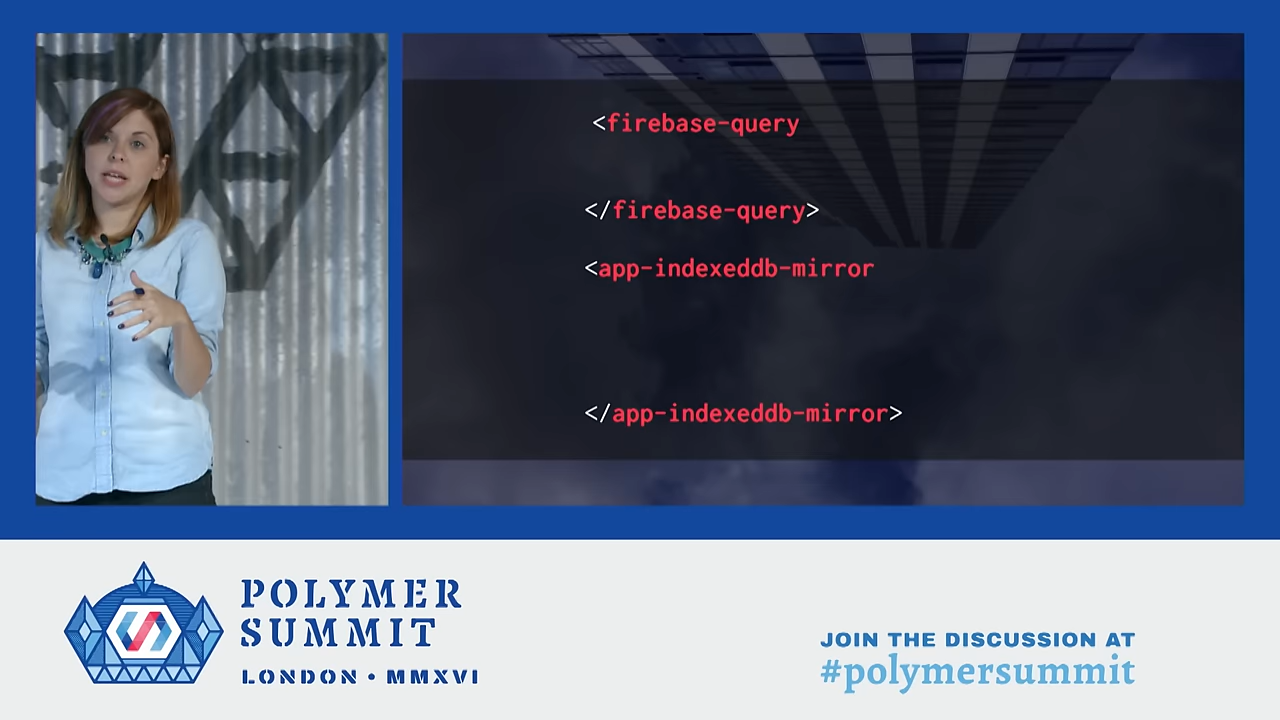 <firebase-query
</firebase-query>
<app-indexeddb-mirror
</app-indexeddb-mirror>
POLYMER
SUMMIT
LONDON • MMXVI
JOIN THE DISCUSSION AT
#polymersummit